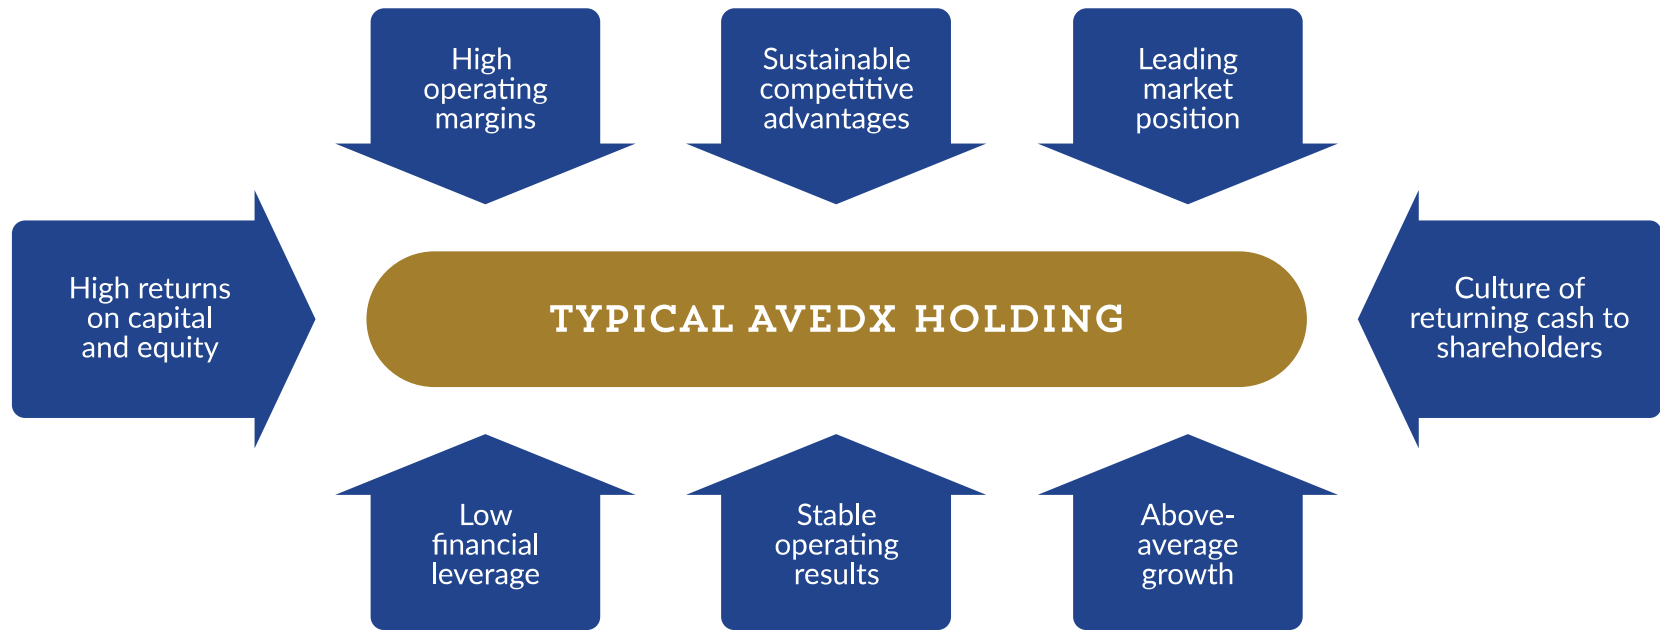 High
operating
margins
Sustainable
competitive
advantages
Leading
market
position
High returns
on capital
and equity
TYPICAL AVEDX HOLDING
Culture of
returning cash to
shareholders
Low
financial
leverage
Stable
operating
results
Above-
average
growth